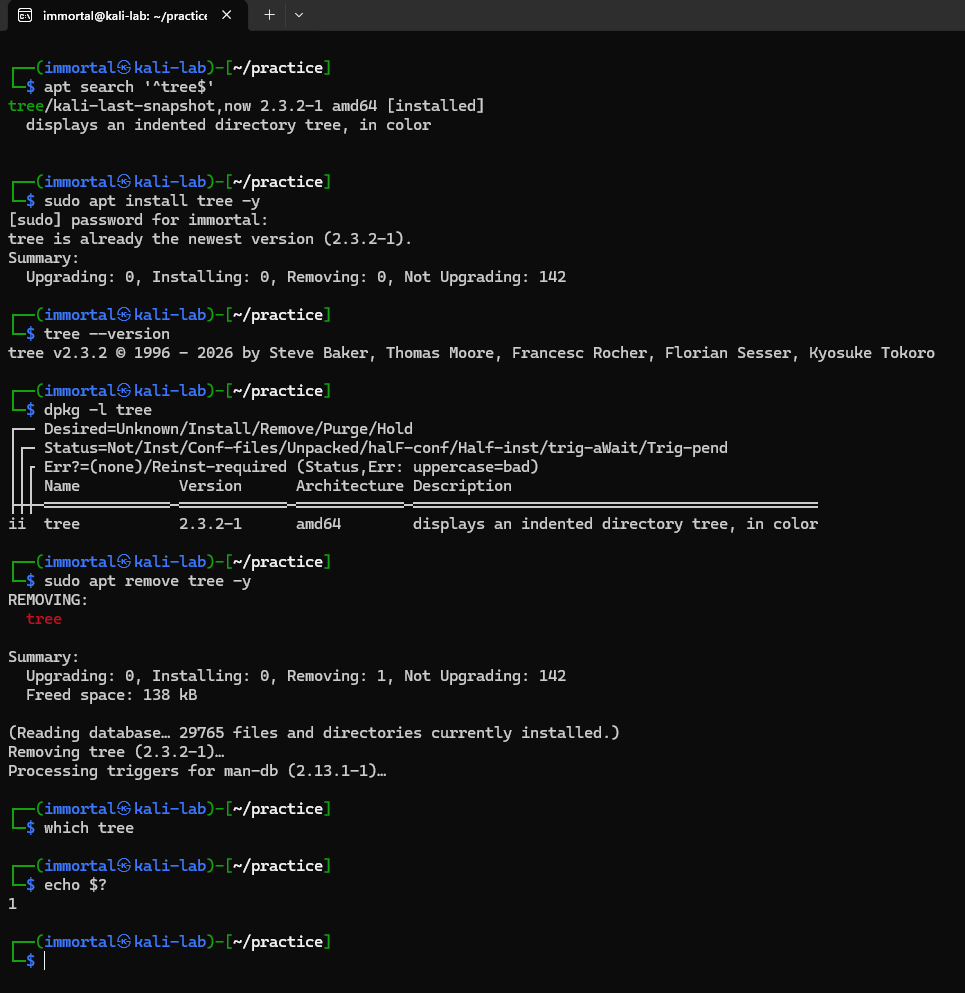 immortal@kali-lab: ~/practice
┌──(immortal㉿kali-lab)-[~/practice]
└─$ apt search '^tree$'
tree/kali-last-snapshot,now 2.3.2-1 amd64 [installed]
  displays an indented directory tree, in color
┌──(immortal㉿kali-lab)-[~/practice]
└─$ sudo apt install tree -y
[sudo] password for immortal:
tree is already the newest version (2.3.2-1).
Summary:
  Upgrading: 0, Installing: 0, Removing: 0, Not Upgrading: 142
┌──(immortal㉿kali-lab)-[~/practice]
└─$ tree --version
tree v2.3.2 © 1996 - 2026 by Steve Baker, Thomas Moore, Francesc Rocher, Florian Sesser, Kyosuke Tokoro
┌──(immortal㉿kali-lab)-[~/practice]
└─$ dpkg -l tree
Desired=Unknown/Install/Remove/Purge/Hold
Status=Not/Inst/Conf-files/Unpacked/halF-conf/Half-inst/trig-aWait/Trig-pend
Err?=(none)/Reinst-required (Status,Err: uppercase=bad)
Name           Version      Architecture Description
ii  tree           2.3.2-1      amd64        displays an indented directory tree, in color
┌──(immortal㉿kali-lab)-[~/practice]
└─$ sudo apt remove tree -y
REMOVING:
  tree
Summary:
  Upgrading: 0, Installing: 0, Removing: 1, Not Upgrading: 142
  Freed space: 138 kB
(Reading database… 29765 files and directories currently installed.)
Removing tree (2.3.2-1)…
Processing triggers for man-db (2.13.1-1)…
┌──(immortal㉿kali-lab)-[~/practice]
└─$ which tree
┌──(immortal㉿kali-lab)-[~/practice]
└─$ echo $?
1
┌──(immortal㉿kali-lab)-[~/practice]
└─$